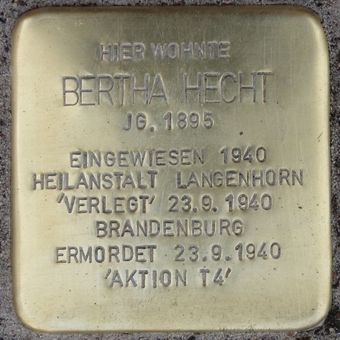 HIER WOHNTE
BERTHA HECHT
JG. 1895
EINGEWIESEN 1940
HEILANSTALT LANGENHORN
'VERLEGT' 23.9.1940
BRANDENBURG
ERMORDET 23.9.1940
'AKTION T4'